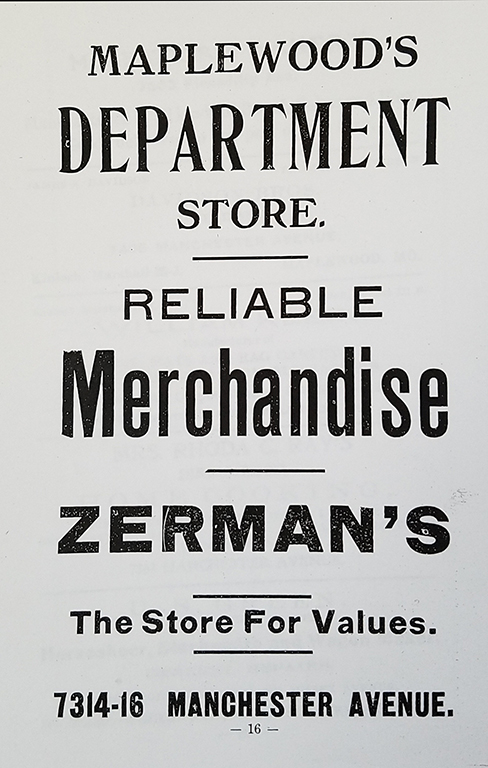 MAPLEWOOD'S
DEPARTMENT
STORE.
RELIABLE
Merchandise
ZERMAN'S
The Store For Values.
7314-16 MANCHESTER AVENUE.
— 16 —